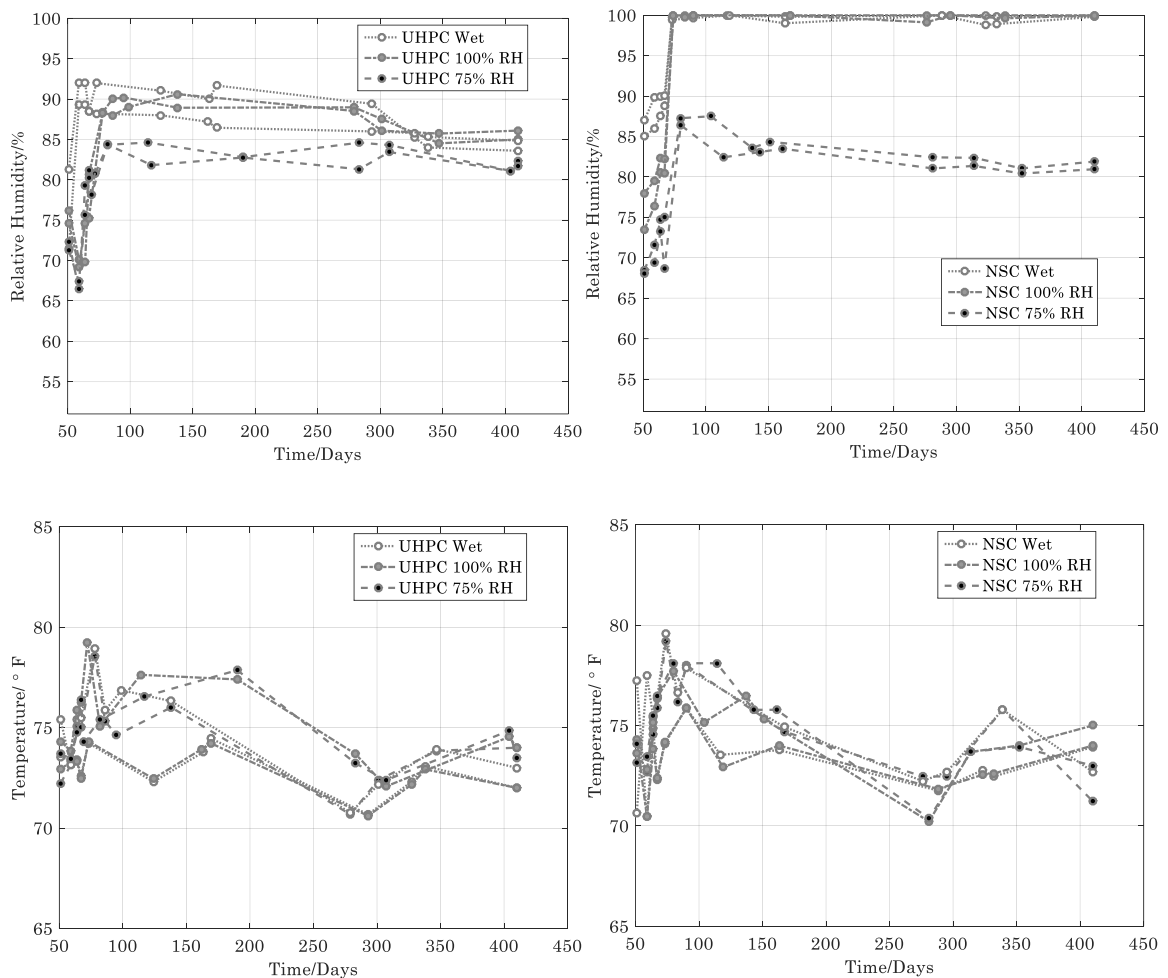 100
95
90
85
80
75
70
65
60
55
Relative Humidity/%
50 100 150 200 250 300 350 400 450
Time/Days
UHPC Wet
UHPC 100% RH
UHPC 75% RH
100
95
90
85
80
75
70
65
60
55
Relative Humidity/%
50 100 150 200 250 300 350 400 450
Time/Days
NSC Wet
NSC 100% RH
NSC 75% RH
85
80
75
70
65
Temperature/ ° F
50 100 150 200 250 300 350 400 450
Time/Days
UHPC Wet
UHPC 100% RH
UHPC 75% RH
85
80
75
70
65
Temperature/ ° F
50 100 150 200 250 300 350 400 450
Time/Days
NSC Wet
NSC 100% RH
NSC 75% RH